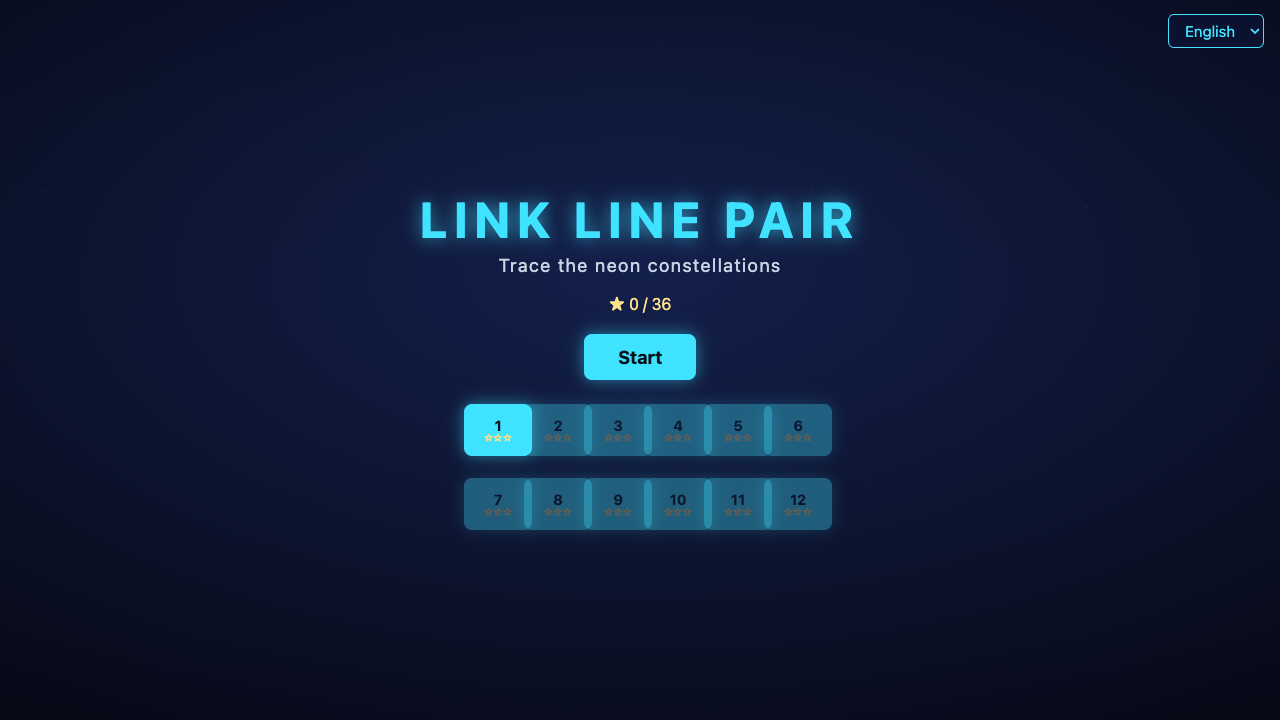 English
LINK LINE PAIR
Trace the neon constellations
★ 0 / 36
Start
1 2 3 4 5 6
☆☆☆ ☆☆☆ ☆☆☆ ☆☆☆ ☆☆☆ ☆☆☆
7 8 9 10 11 12
☆☆☆ ☆☆☆ ☆☆☆ ☆☆☆ ☆☆☆ ☆☆☆